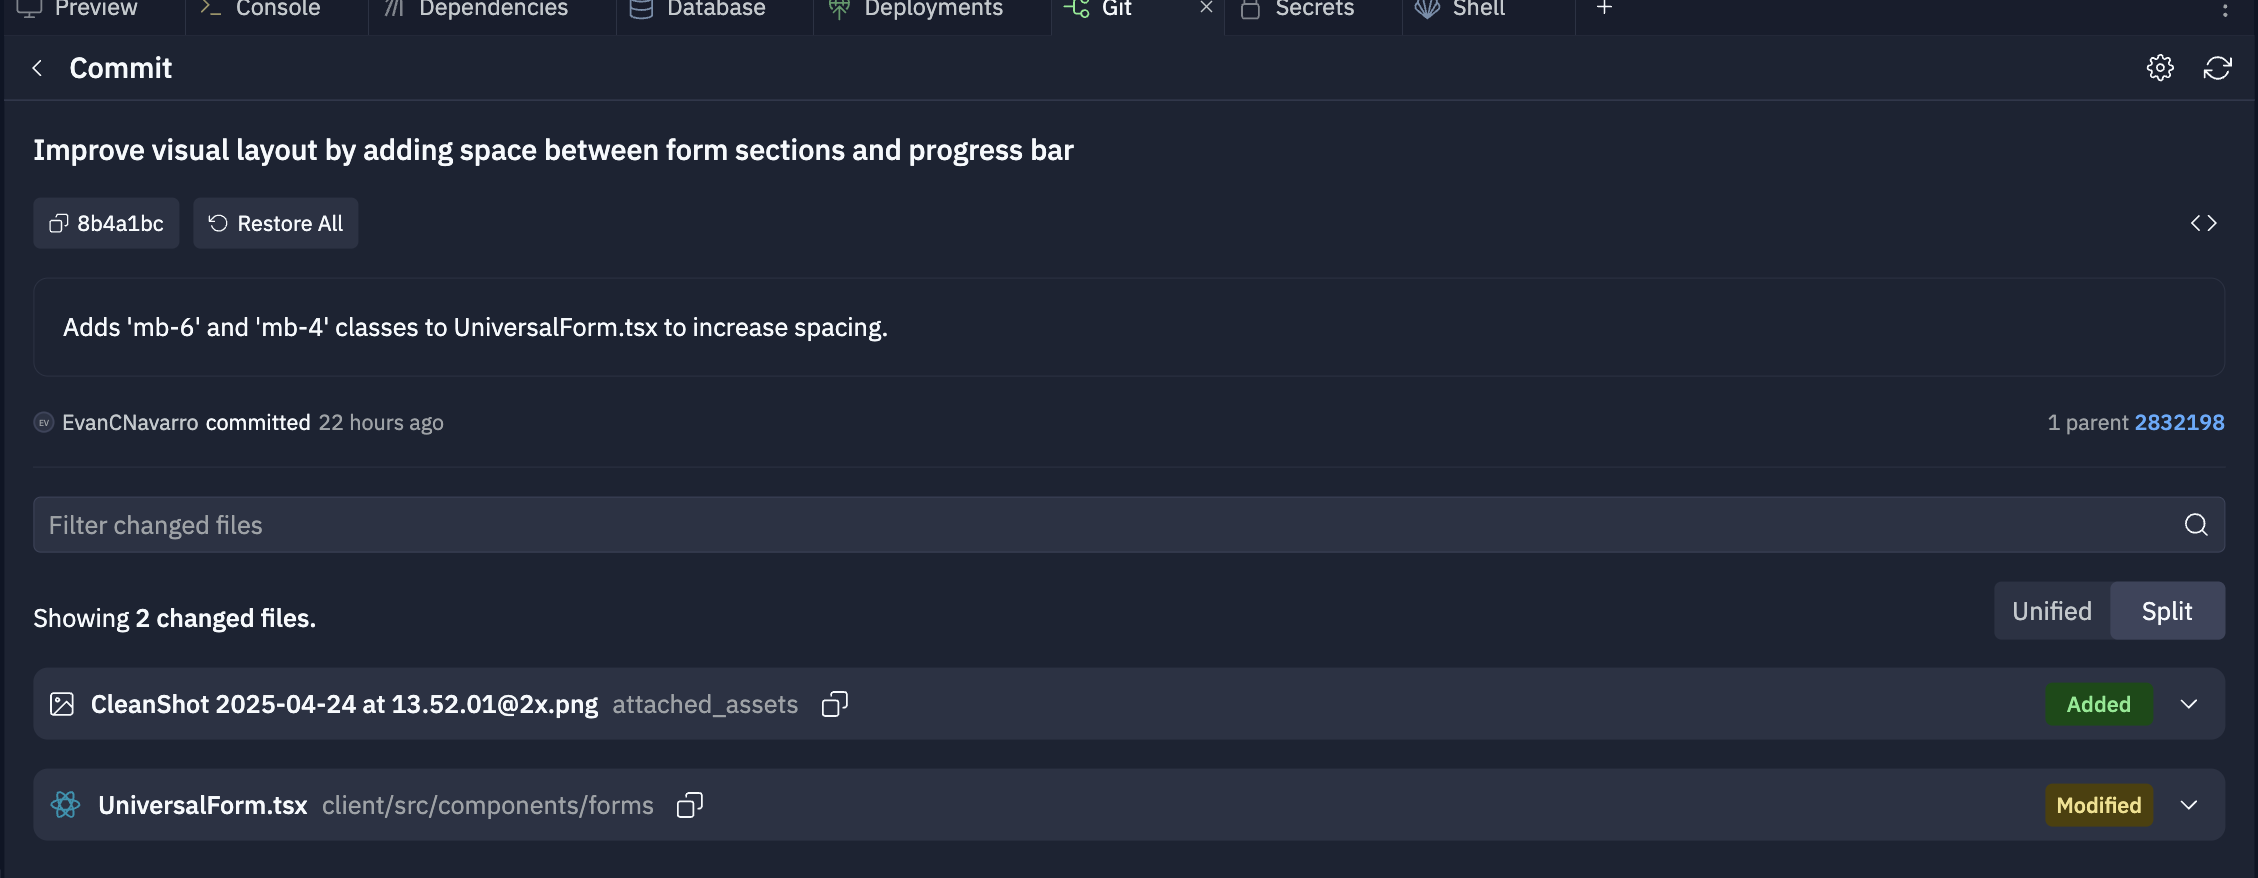 Preview Console Dependencies Database Deployments Git Secrets Shell
Commit
Improve visual layout by adding space between form sections and progress bar
8b4a1bc Restore All
Adds 'mb-6' and 'mb-4' classes to UniversalForm.tsx to increase spacing.
EV EvanCNavarro committed 22 hours ago 1 parent 2832198
Filter changed files
Showing 2 changed files. Unified Split
CleanShot 2025-04-24 at 13.52.01@2x.png attached_assets Added
UniversalForm.tsx client/src/components/forms Modified